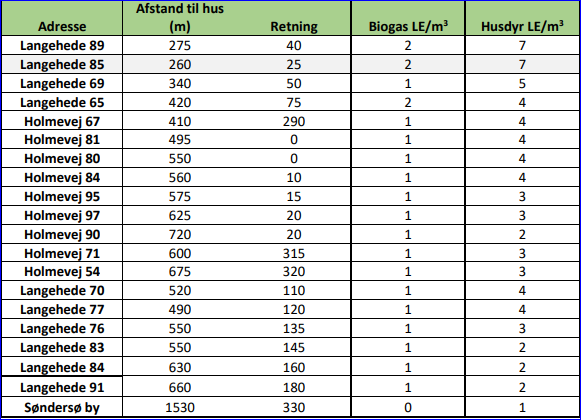 Adresse Afstand til hus (m) Retning Biogas LE/m³ Husdyr LE/m³
Langehede 89 275 40 2 7
Langehede 85 260 25 2 7
Langehede 69 340 50 1 5
Langehede 65 420 75 2 4
Holmevej 67 410 290 1 4
Holmevej 81 495 0 1 4
Holmevej 80 550 0 1 4
Holmevej 84 560 10 1 4
Holmevej 95 575 15 1 3
Holmevej 97 625 20 1 3
Holmevej 90 720 20 1 2
Holmevej 71 600 315 1 3
Holmevej 54 675 320 1 3
Langehede 70 520 110 1 4
Langehede 77 490 120 1 4
Langehede 76 550 135 1 3
Langehede 83 550 145 1 2
Langehede 84 630 160 1 2
Langehede 91 660 180 1 2
Søndersø by 1530 330 0 1